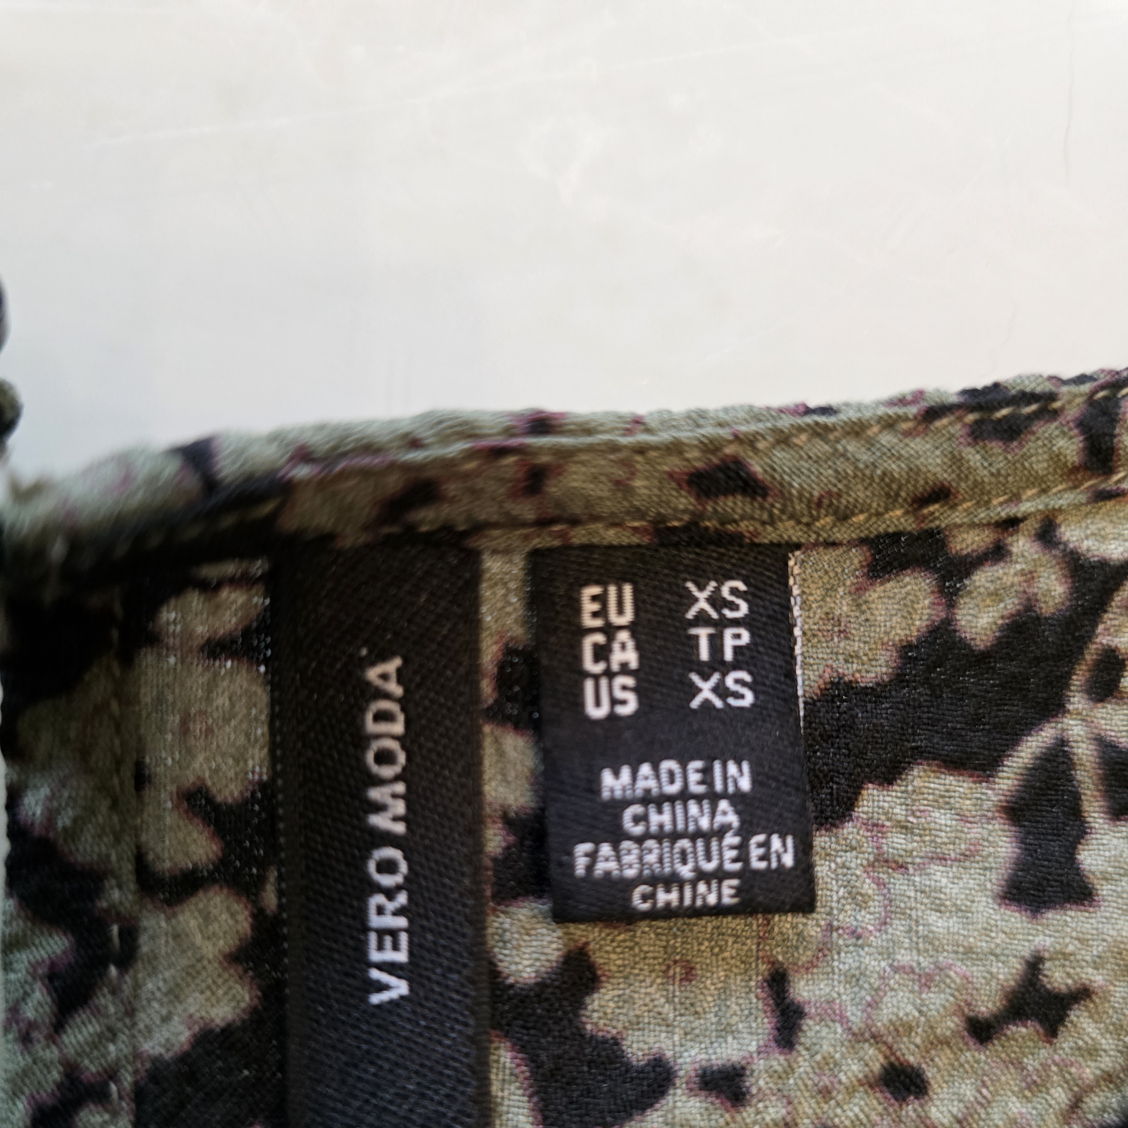 VERO MODA
EU XS
CA TP
US XS
MADE IN
CHINA
FABRIQUÉ EN
CHINE